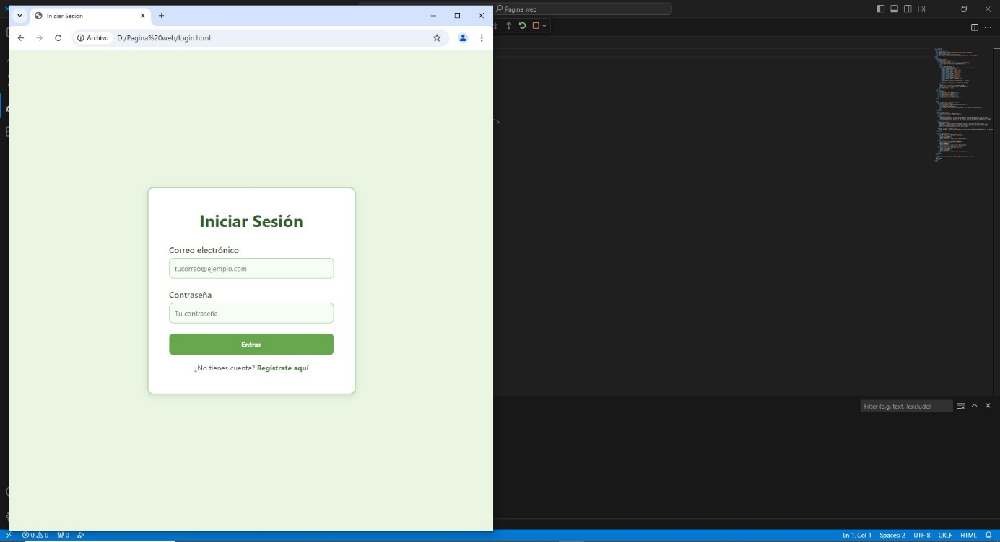 Iniciar Sesión
Pagina web
Archivo
D:/Pagina%20web/login.html
Iniciar Sesión
Correo electrónico
tucorreo@ejemplo.com
Contraseña
Tu contraseña
Entrar
¿No tienes cuenta? Regístrate aquí
Filter (e.g. text, !exclude)
0 0 0
Ln 1, Col 1
Spaces: 2
UTF-8
CRLF
HTML